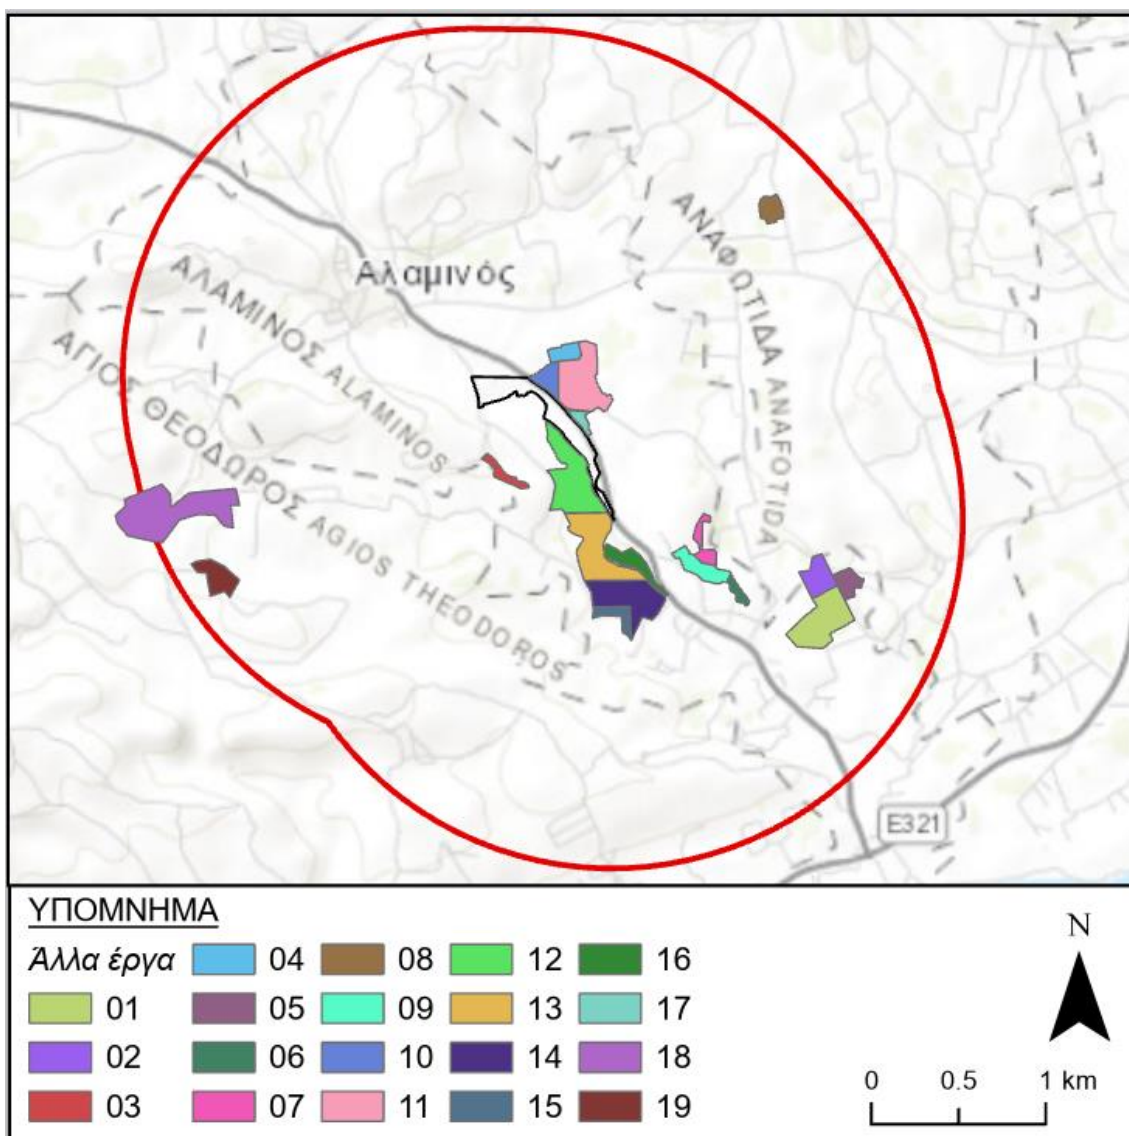 Αλαμινός
ΑΝΑΦΩΤΙΔΑ ANAFOTIDA
ΑΛΑΜΙΝΟΣ ALAMINOS
ΑΓΙΟΣ ΘΕΟΔΩΡΟΣ AGIOS THEODOROS
E321
ΥΠΟΜΝΗΜΑ
Άλλα έργα 04 08 12 16
01 05 09 13 17
02 06 10 14 18
03 07 11 15 19
N
0 0.5 1 km